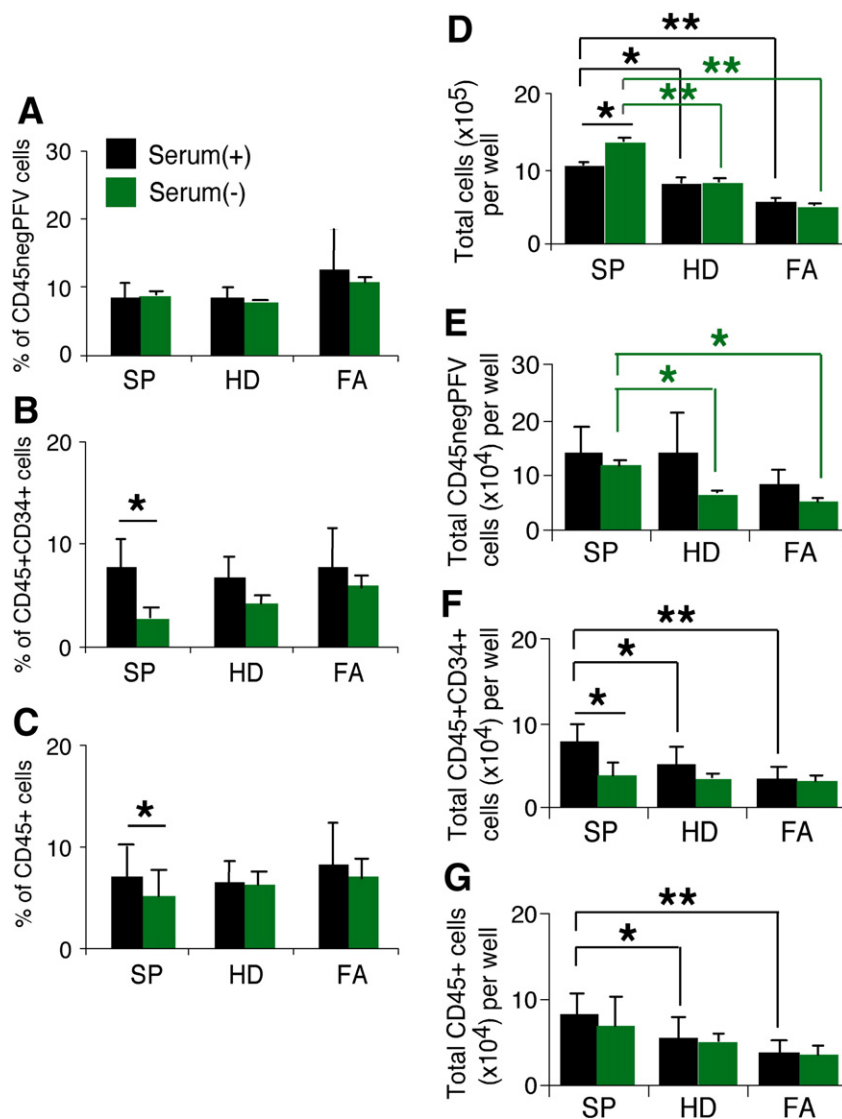 A
% of CD45negPFV cells
30
20
10
0
Serum(+)
Serum(-)
SP HD FA
B
% of CD45+CD34+ cells
20
10
0
*
SP HD FA
C
% of CD45+ cells
20
10
0
*
SP HD FA
D
Total cells (x10⁵)
per well
20
10
0
**
*
**
**
*
SP HD FA
E
Total CD45negPFV
cells (x10⁴) per well
30
20
10
0
*
*
SP HD FA
F
Total CD45+CD34+
cells (x10⁴) per well
20
10
0
**
*
*
SP HD FA
G
Total CD45+ cells
(x10⁴) per well
20
10
0
**
*
SP HD FA